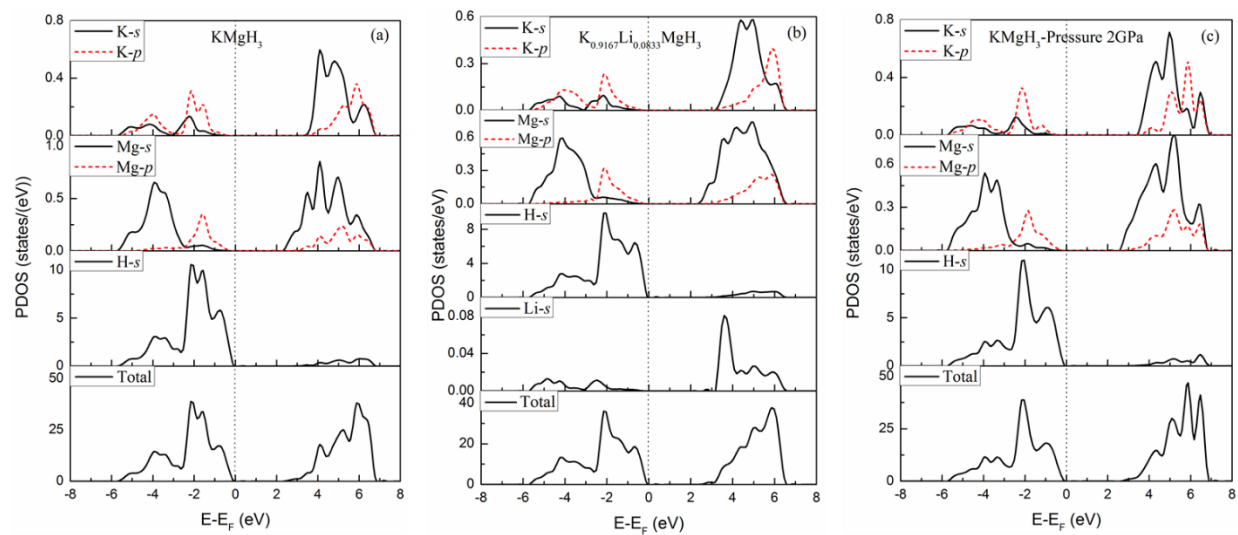 KMgH3
(a)
K-s
K-p
0.8
0.4
0.0
Mg-s
Mg-p
1.0
0.5
0.0
H-s
10
5
0
Total
50
25
0
-8 -6 -4 -2 0 2 4 6 8
E-EF (eV)
PDOS (states/(eV))
K0.9167Li0.0833MgH3
(b)
K-s
K-p
0.6
0.4
0.2
0.0
Mg-s
Mg-p
0.6
0.3
0.0
H-s
8
6
4
2
0
Li-s
0.08
0.04
0.00
Total
40
20
0
-8 -6 -4 -2 0 2 4 6 8
E-EF (eV)
PDOS (states/eV)
KMgH3-Pressure 2GPa
(c)
K-s
K-p
0.8
0.4
0.0
Mg-s
Mg-p
0.8
0.4
0.0
H-s
10
5
0
Total
50
25
0
-8 -6 -4 -2 0 2 4 6 8
E-EF (eV)
PDOS (states/eV)